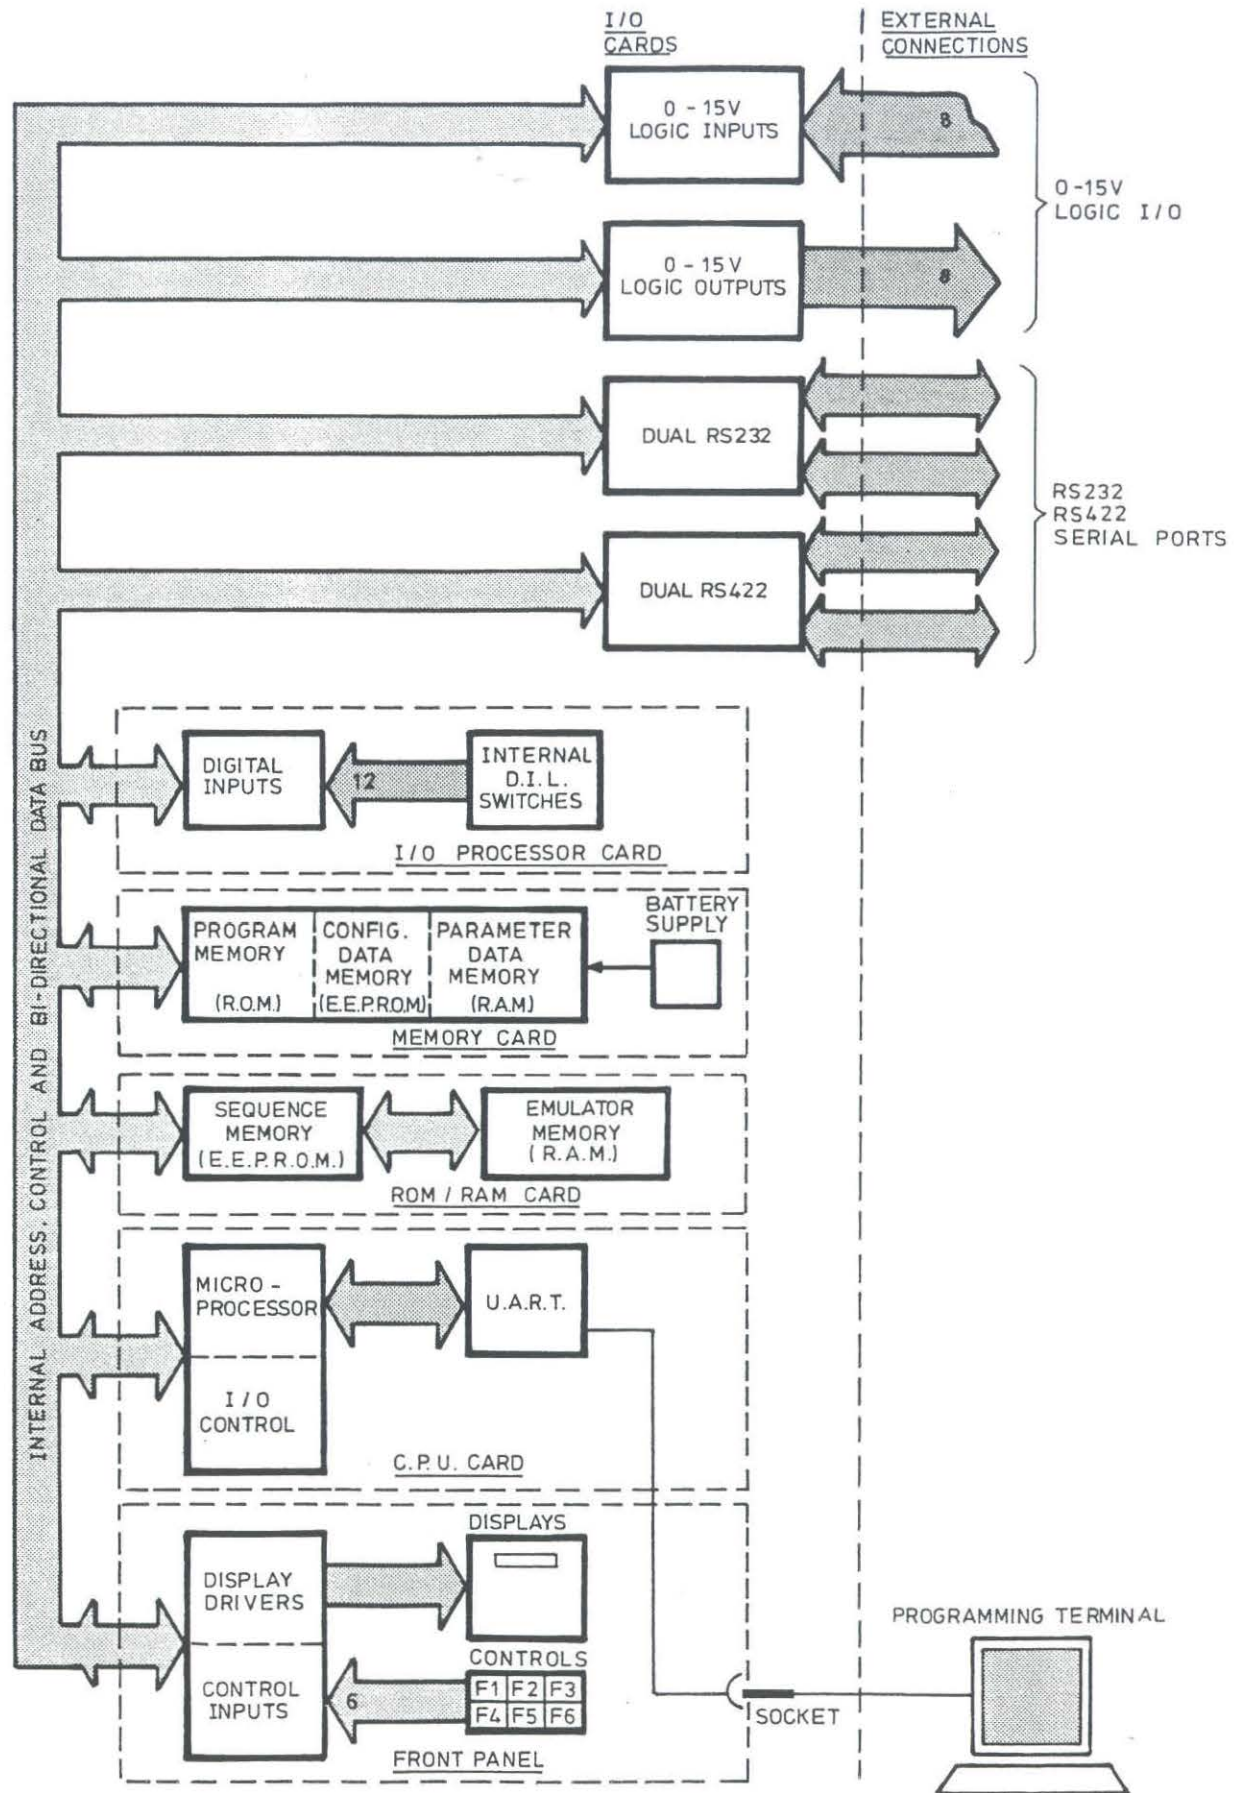 I/O
CARDS
EXTERNAL
CONNECTIONS
0 - 15V
LOGIC INPUTS
8
0-15V
LOGIC I/O
0 - 15V
LOGIC OUTPUTS
8
DUAL RS232
RS232
RS422
SERIAL PORTS
DUAL RS422
INTERNAL ADDRESS, CONTROL AND BI-DIRECTIONAL DATA BUS
DIGITAL
INPUTS
12
INTERNAL
D.I.L.
SWITCHES
I/O PROCESSOR CARD
PROGRAM
MEMORY
(R.O.M.)
CONFIG.
DATA
MEMORY
(E.E.P.R.O.M)
PARAMETER
DATA
MEMORY
(R.A.M.)
BATTERY
SUPPLY
MEMORY CARD
SEQUENCE
MEMORY
(E.E.P.R.O.M.)
EMULATOR
MEMORY
(R.A.M.)
ROM / RAM CARD
MICRO -
PROCESSOR
I/O
CONTROL
U.A.R.T.
C.P.U. CARD
DISPLAY
DRIVERS
DISPLAYS
CONTROL
INPUTS
6
CONTROLS
F1 F2 F3
F4 F5 F6
FRONT PANEL
SOCKET
PROGRAMMING TERMINAL